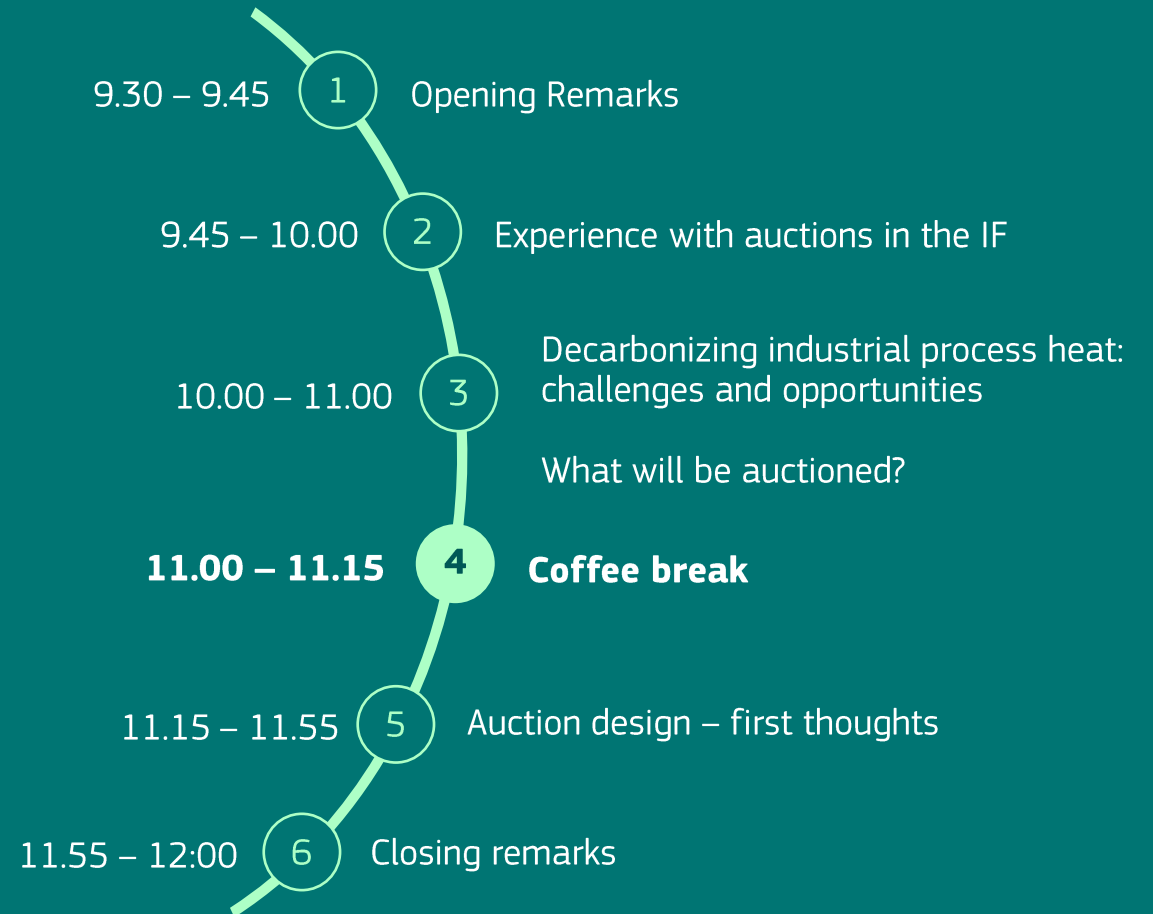 9.30 – 9.45 1 Opening Remarks
9.45 – 10.00 2 Experience with auctions in the IF
10.00 – 11.00 3 Decarbonizing industrial process heat:
challenges and opportunities
What will be auctioned?
11.00 – 11.15 4 Coffee break
11.15 – 11.55 5 Auction design – first thoughts
11.55 – 12:00 6 Closing remarks